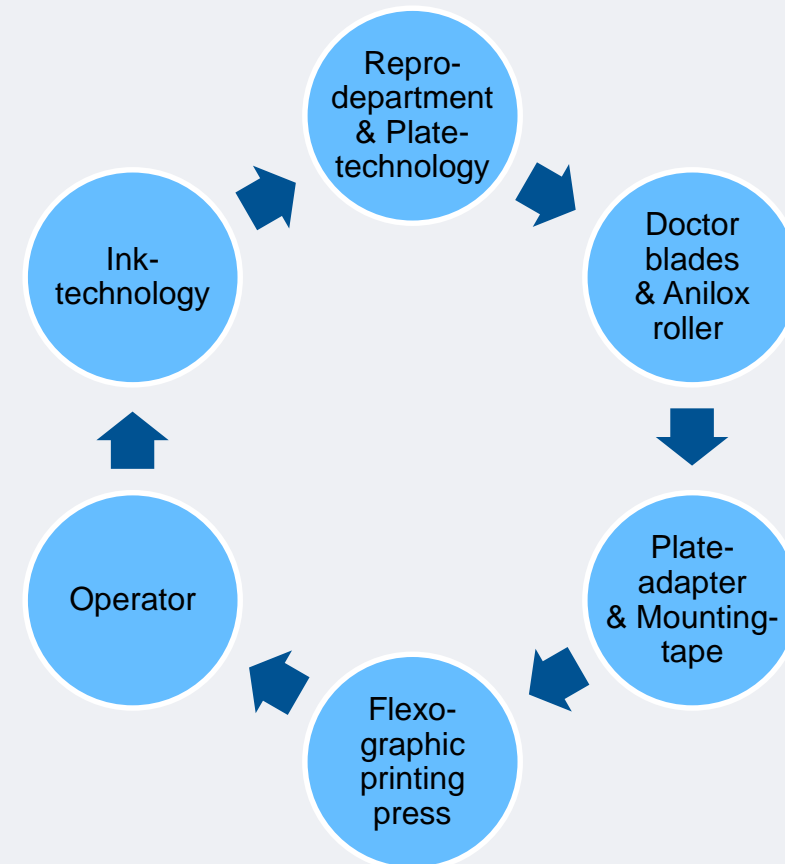 Repro-
department
& Plate-
technology
Doctor
blades
& Anilox
roller
Plate-
adapter
& Mounting-
tape
Flexo-
graphic
printing
press
Operator
Ink-
technology